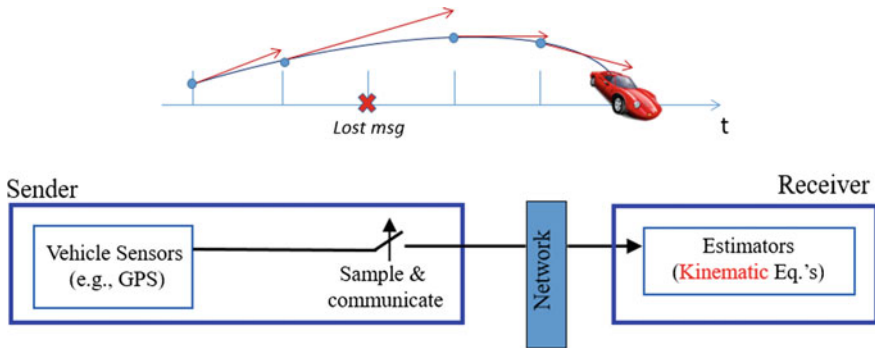 Lost msg
t
Sender
Receiver
Vehicle Sensors
(e.g., GPS)
Sample &
communicate
Network
Estimators
(Kinematic Eq.'s)